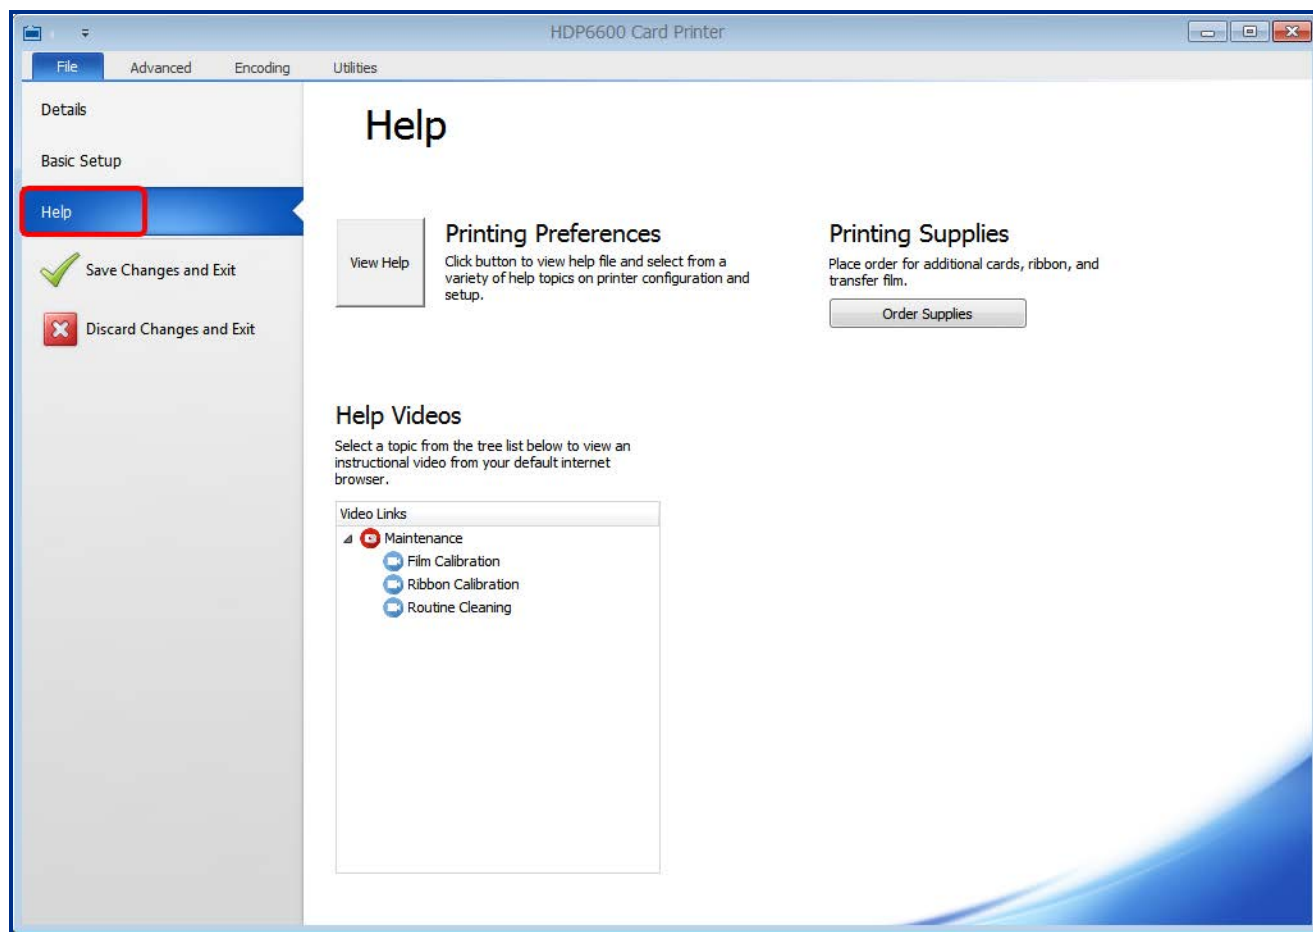 HDP6600 Card Printer
File Advanced Encoding Utilities
Details
Basic Setup
Help
Save Changes and Exit
Discard Changes and Exit
Help
View Help
Printing Preferences
Click button to view help file and select from a
variety of help topics on printer configuration and
setup.
Printing Supplies
Place order for additional cards, ribbon, and
transfer film.
Order Supplies
Help Videos
Select a topic from the tree list below to view an
instructional video from your default internet
browser.
Video Links
Maintenance
Film Calibration
Ribbon Calibration
Routine Cleaning